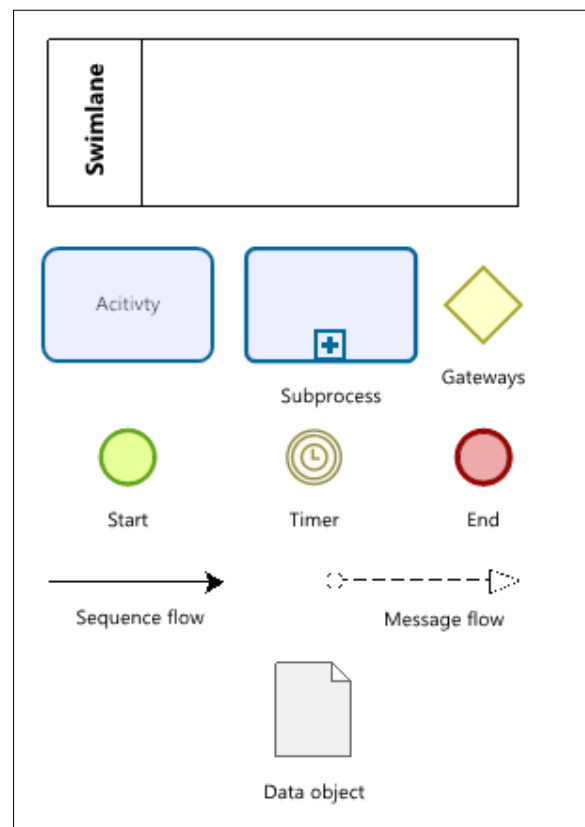 Swimlane
Acitivty
Subprocess
Gateways
Start
Timer
End
Sequence flow
Message flow
Data object